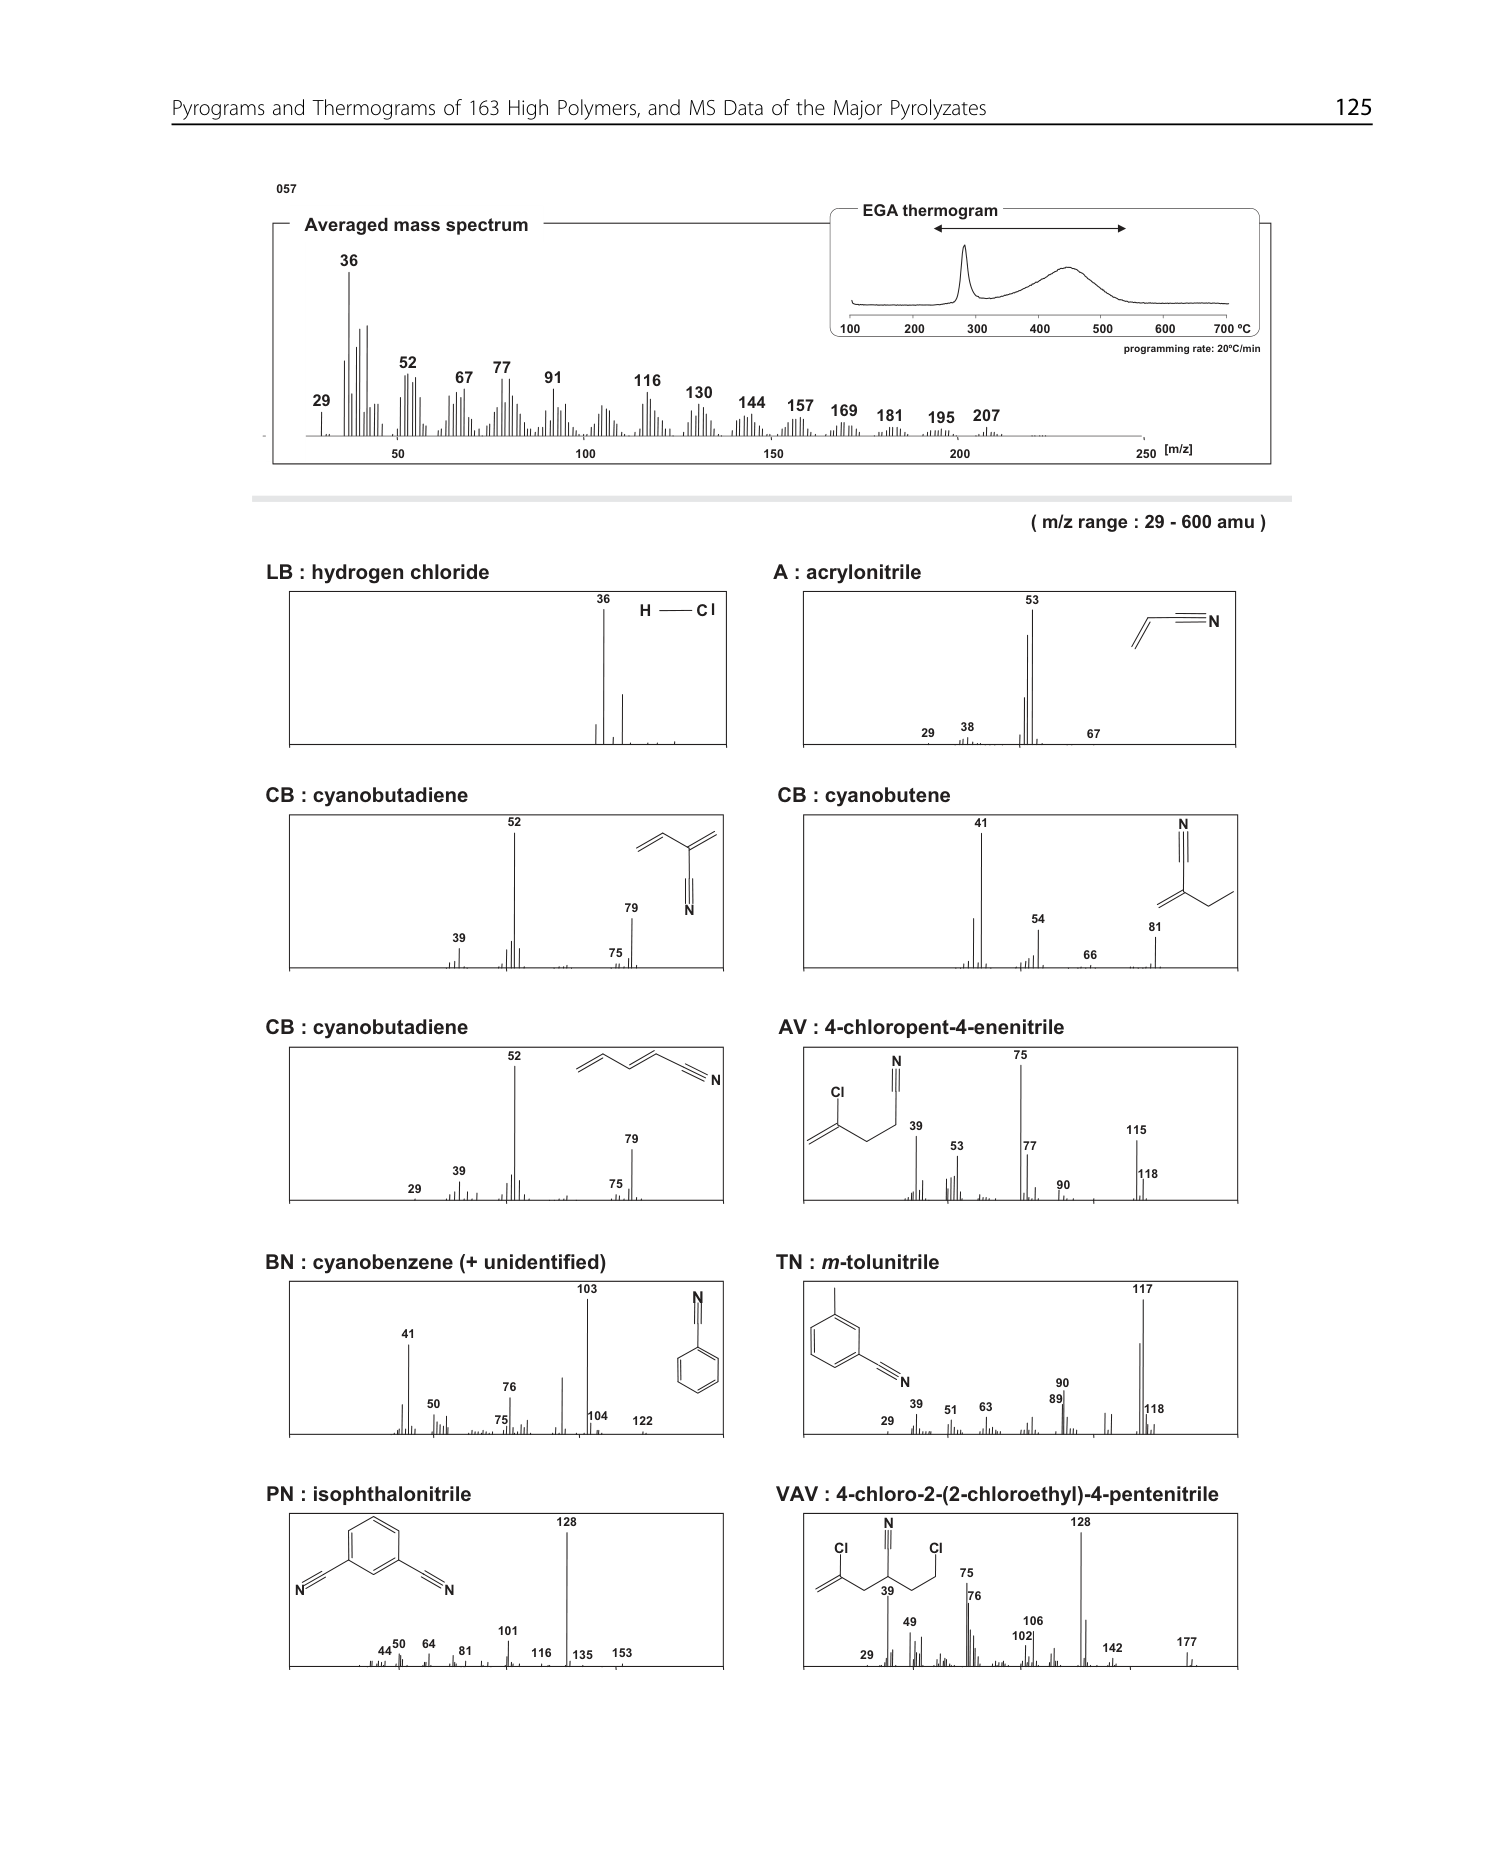 Pyrograms and Thermograms of 163 High Polymers, and MS Data of the Major Pyrolyzates 125
057
Averaged mass spectrum
EGA thermogram
100 200 300 400 500 600 700 ºC
programming rate: 20ºC/min
36
29
52
67
77
91
116
130
144
157
169
181
195
207
50 100 150 200 250 [m/z]
( m/z range : 29 - 600 amu )
LB : hydrogen chloride
36
H Cl
A : acrylonitrile
53
N
29
38
67
CB : cyanobutadiene
52
79
N
39
75
CB : cyanobutene
N
41
54
81
66
CB : cyanobutadiene
52
N
79
39
29
75
AV : 4-chloropent-4-enenitrile
N
75
Cl
39
53
77
115
118
90
BN : cyanobenzene (+ unidentified)
103
N
41
76
50
75
104
122
TN : m-tolunitrile
117
N
90
89
39
51
63
118
29
PN : isophthalonitrile
128
N N
101
44
50
64
81
116
135
153
VAV : 4-chloro-2-(2-chloroethyl)-4-pentenitrile
N
128
Cl Cl
75
39
76
49
106
102
142
177
29